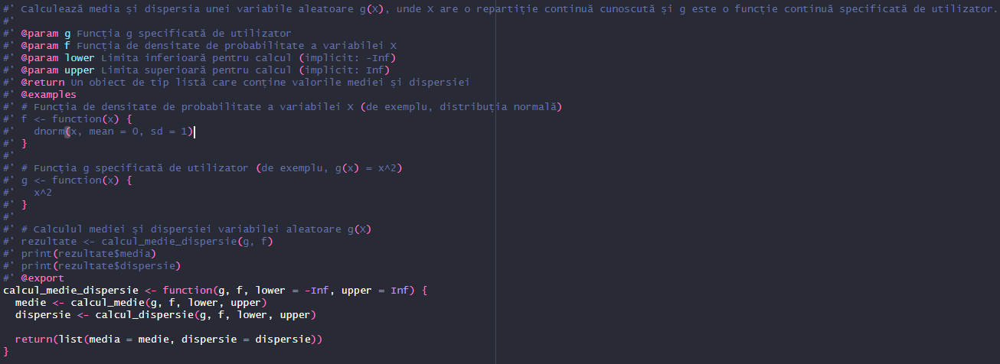 #' Calculează media și dispersia unei variabile aleatoare g(X), unde X are o repartiție continuă cunoscută și g este o funcție continuă specificată de utilizator.
#'
#' @param g Funcția g specificată de utilizator
#' @param f Funcția de densitate de probabilitate a variabilei X
#' @param lower Limita inferioară pentru calcul (implicit: -Inf)
#' @param upper Limita superioară pentru calcul (implicit: Inf)
#' @return Un obiect de tip listă care conține valorile mediei și dispersiei
#' @examples
#' # Funcția de densitate de probabilitate a variabilei X (de exemplu, distribuția normală)
#' f <- function(x) {
#'   dnorm(x, mean = 0, sd = 1)
#' }
#'
#' # Funcția g specificată de utilizator (de exemplu, g(x) = x^2)
#' g <- function(x) {
#'   x^2
#' }
#'
#' # Calculul mediei și dispersiei variabilei aleatoare g(X)
#' rezultate <- calcul_medie_dispersie(g, f)
#' print(rezultate$media)
#' print(rezultate$dispersie)
#' @export
calcul_medie_dispersie <- function(g, f, lower = -Inf, upper = Inf) {
  medie <- calcul_medie(g, f, lower, upper)
  dispersie <- calcul_dispersie(g, f, lower, upper)

  return(list(media = medie, dispersie = dispersie))
}